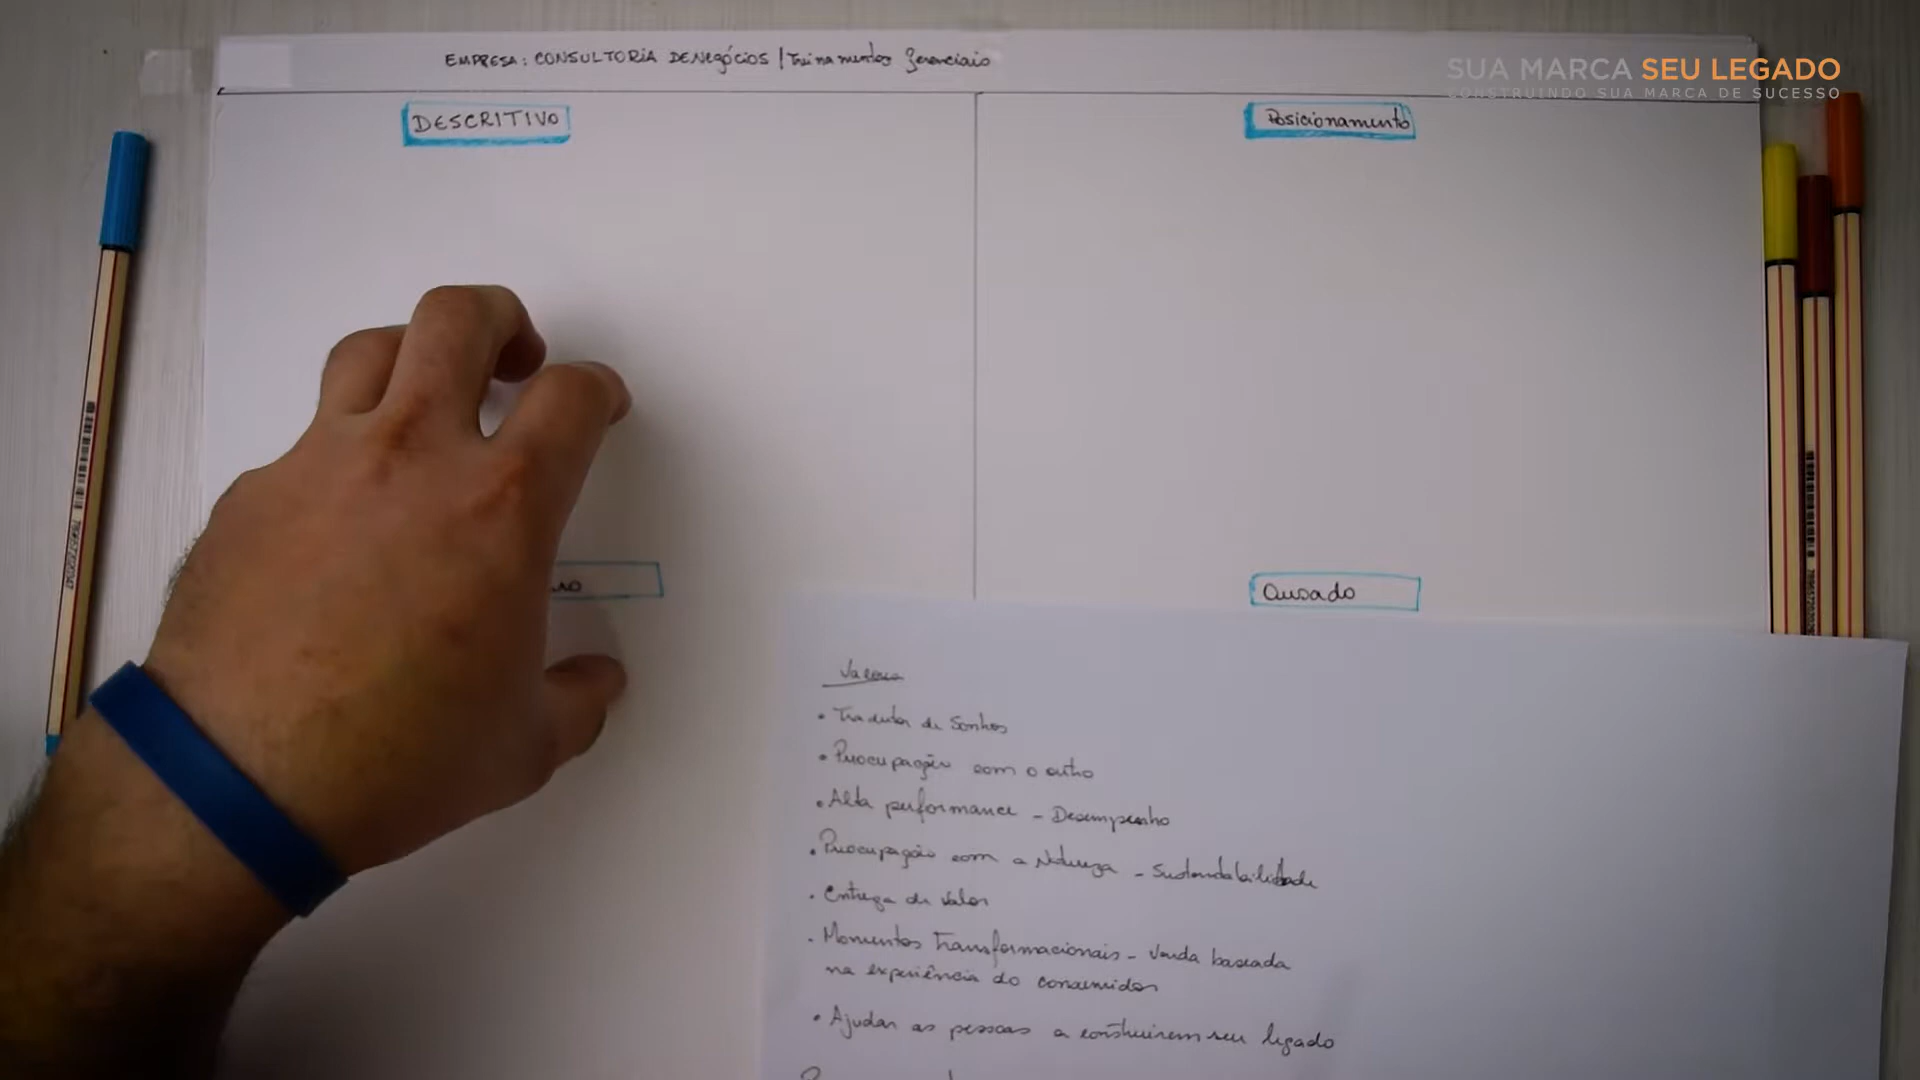 EMPRESA: CONSULTORIA DE NEGÓCIOS | Treinamentos Gerenciais
SUA MARCA SEU LEGADO
CONSTRUINDO SUA MARCA DE SUCESSO
DESCRITIVO
Posicionamento
Ousado
Valores
• Tradutor de Sonhos
• Preocupação com o outro
• Alta performance - Desempenho
• Preocupação com a Natureza - Sustentabilidade
• Entrega de valor
• Momentos Transformacionais - Venda baseada
na experiência do consumidor
• Ajudar as pessoas a construirem seu legado